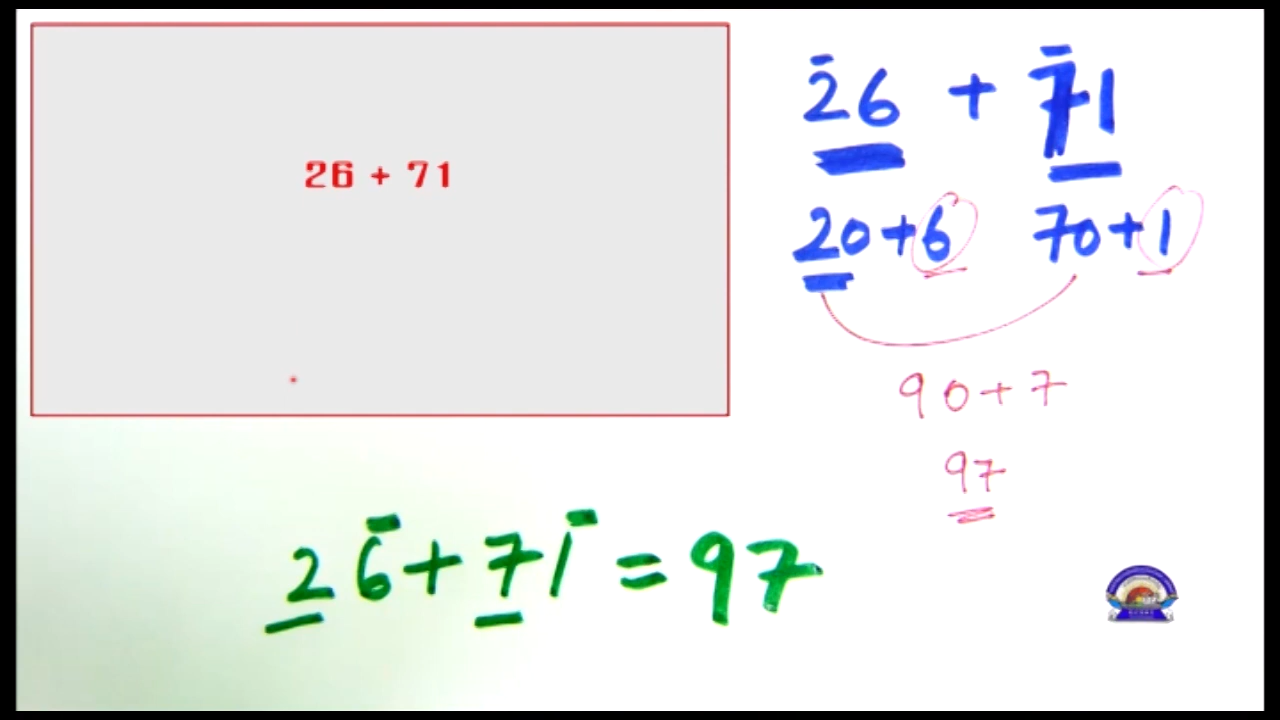 26 + 71
26 + 71
20+6 70+1
90+7
97
26+71=97